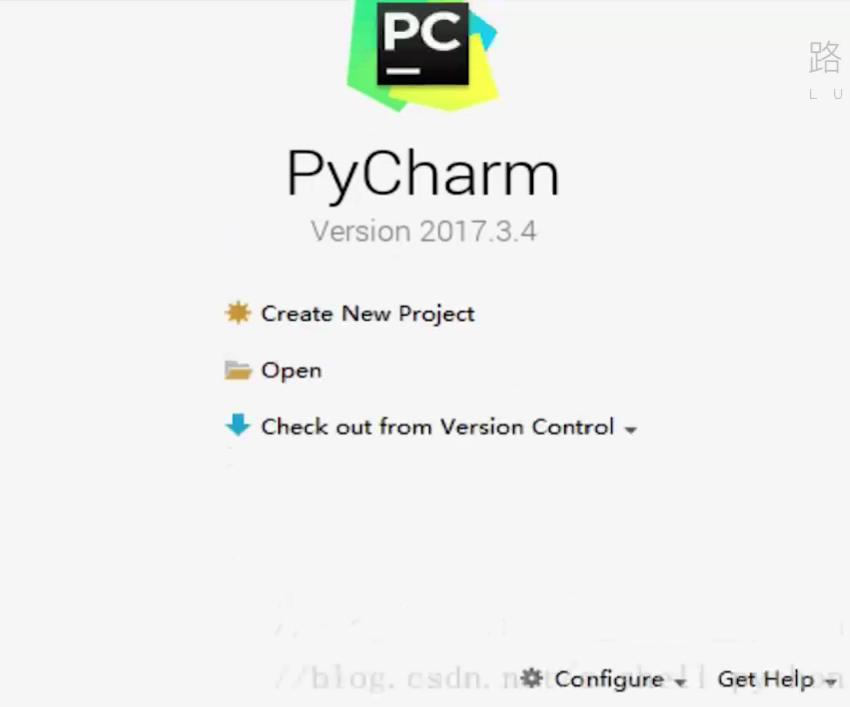 PC
路
L U
PyCharm
Version 2017.3.4
Create New Project
Open
Check out from Version Control
//blog.csdn.n
Configure
Get Help